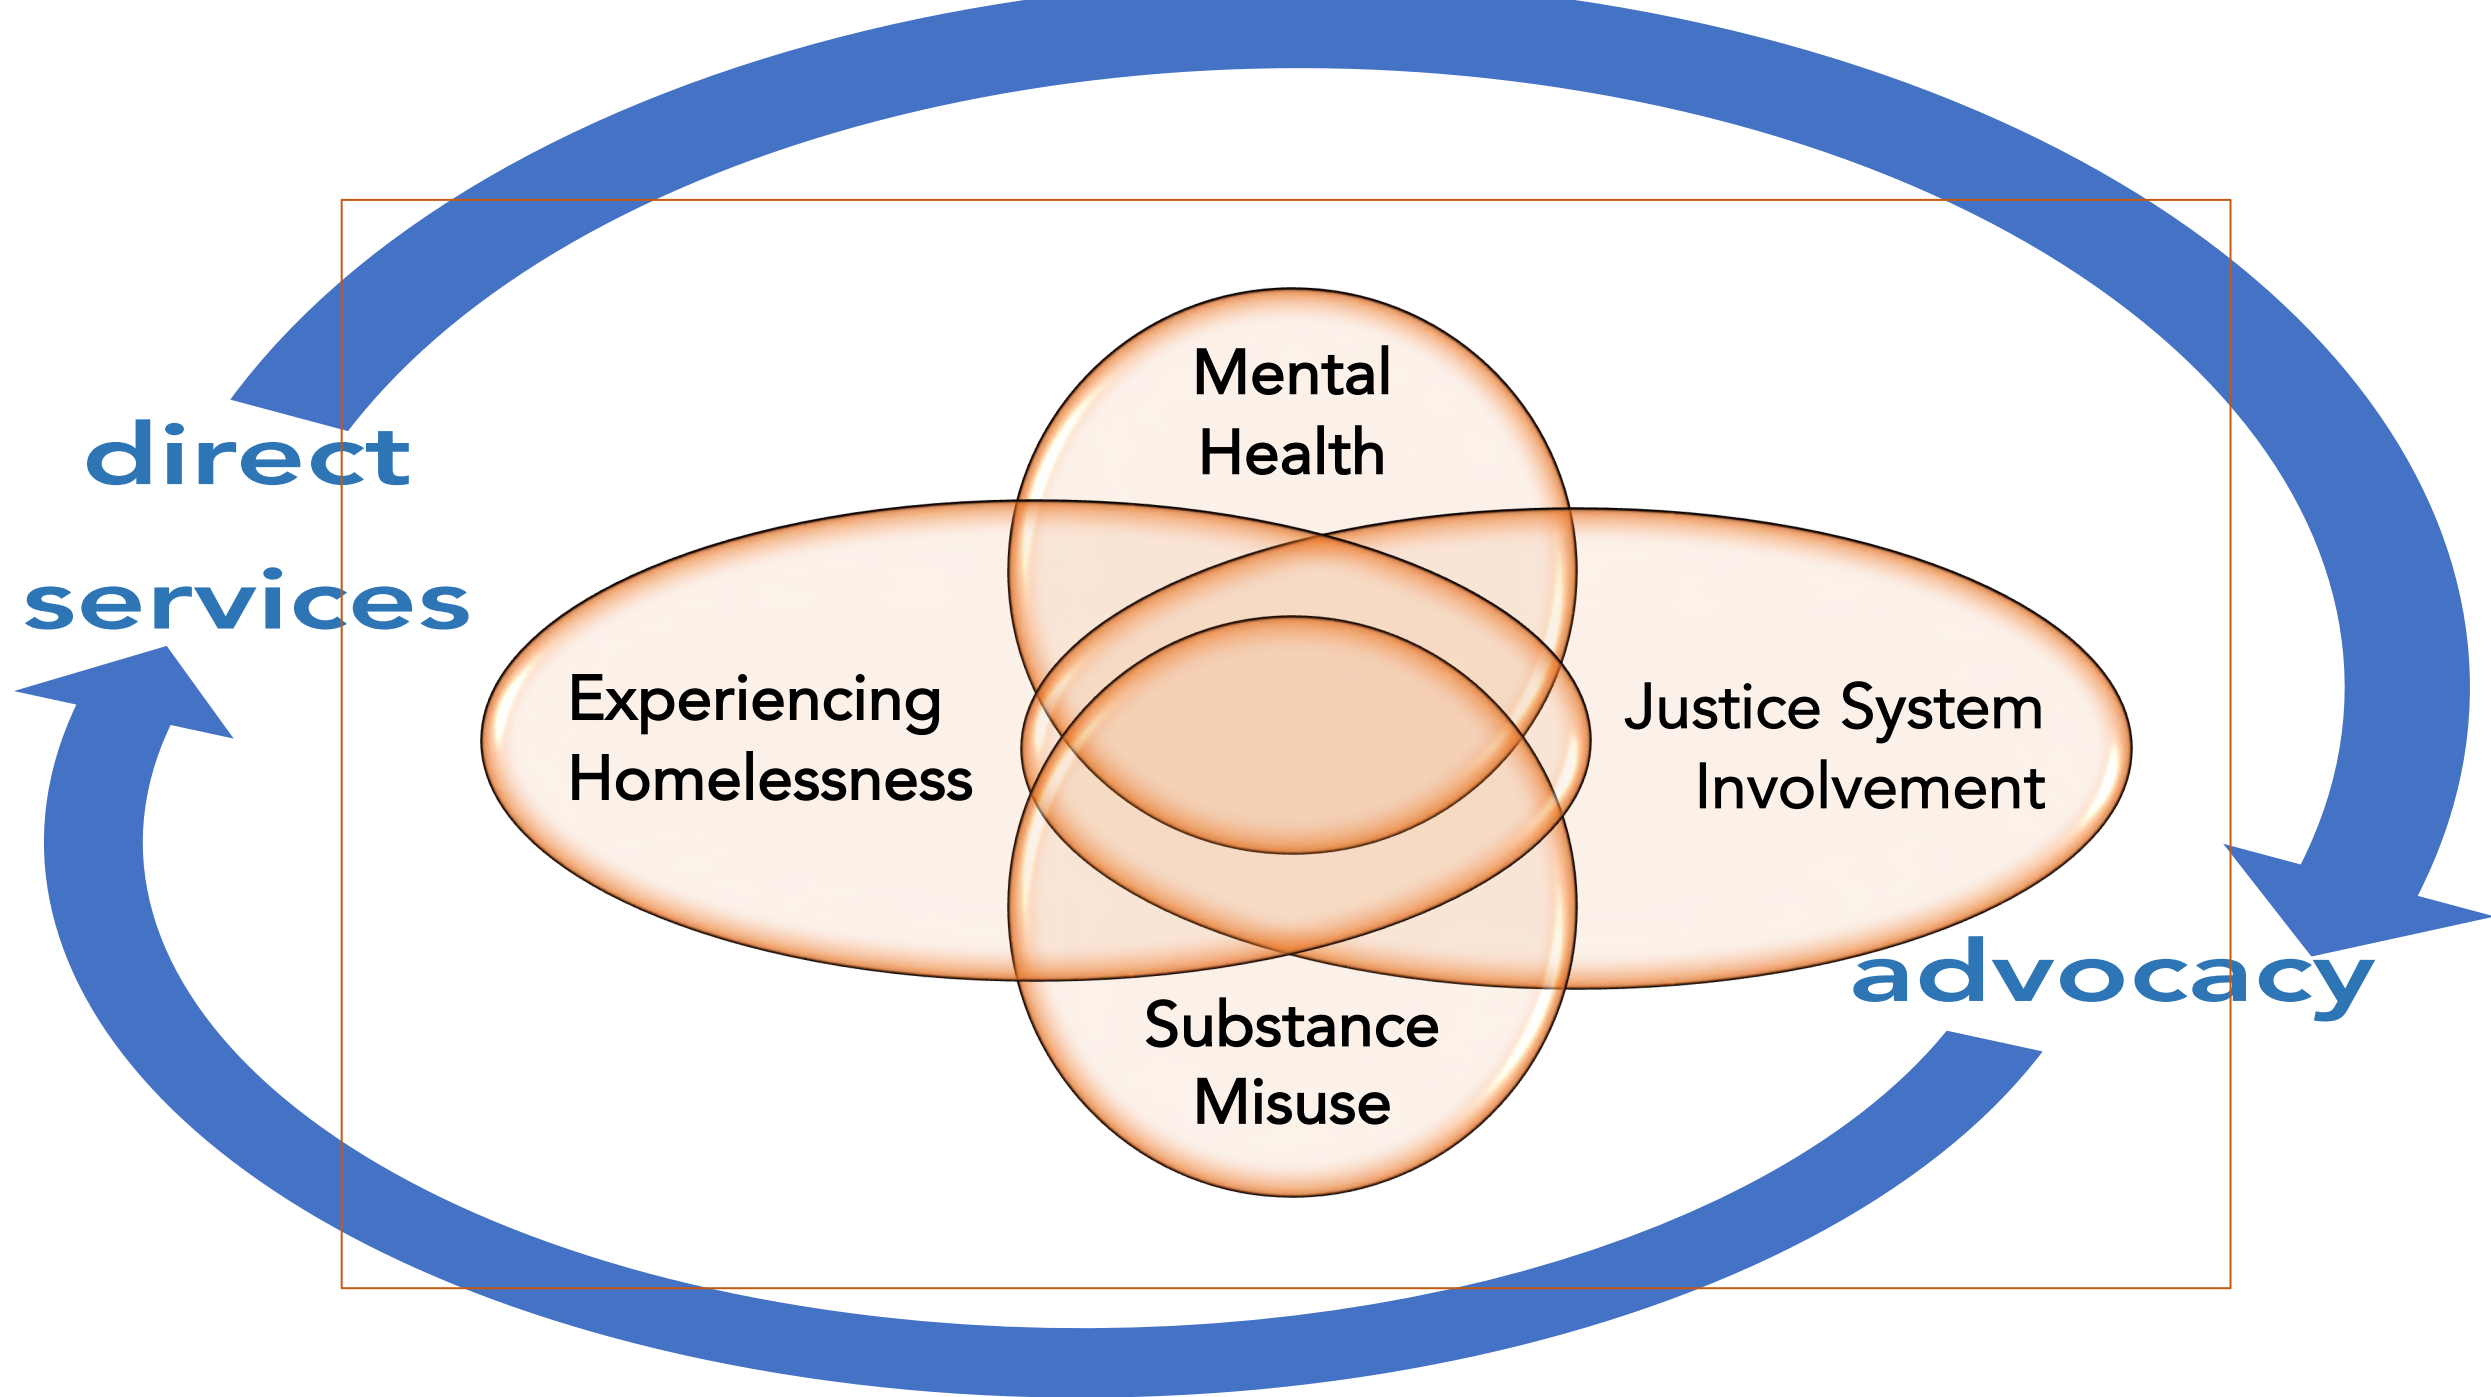 Mental
Health
direct
services
Experiencing
Homelessness
Justice System
Involvement
advocacy
Substance
Misuse